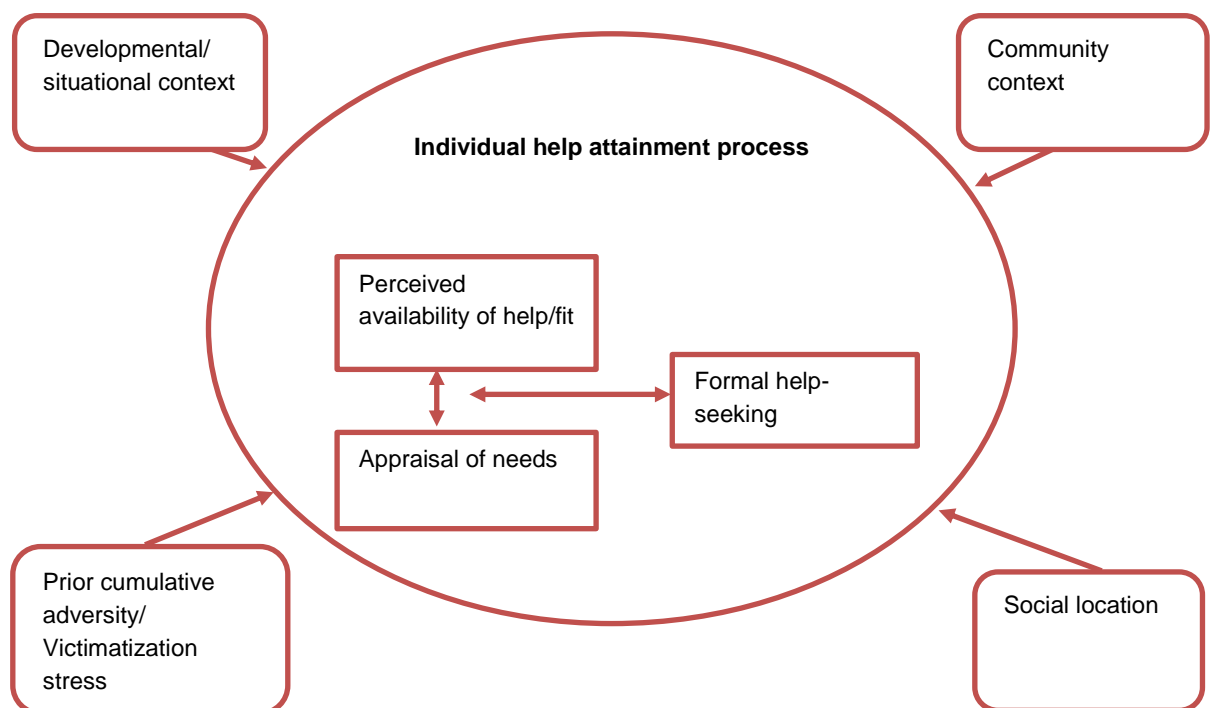 Developmental/
situational context
Community
context
Individual help attainment process
Perceived
availability of help/fit
Formal help-
seeking
Appraisal of needs
Prior cumulative
adversity/
Victimatization
stress
Social location